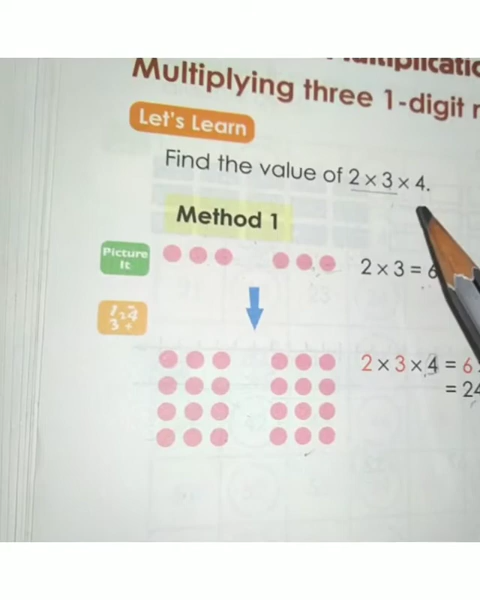 Multiplying three 1-digit
Let's Learn
Find the value of 2 × 3 × 4.
Method 1
Picture It
2 × 3 = 6
2 × 3 × 4 = 6
= 24